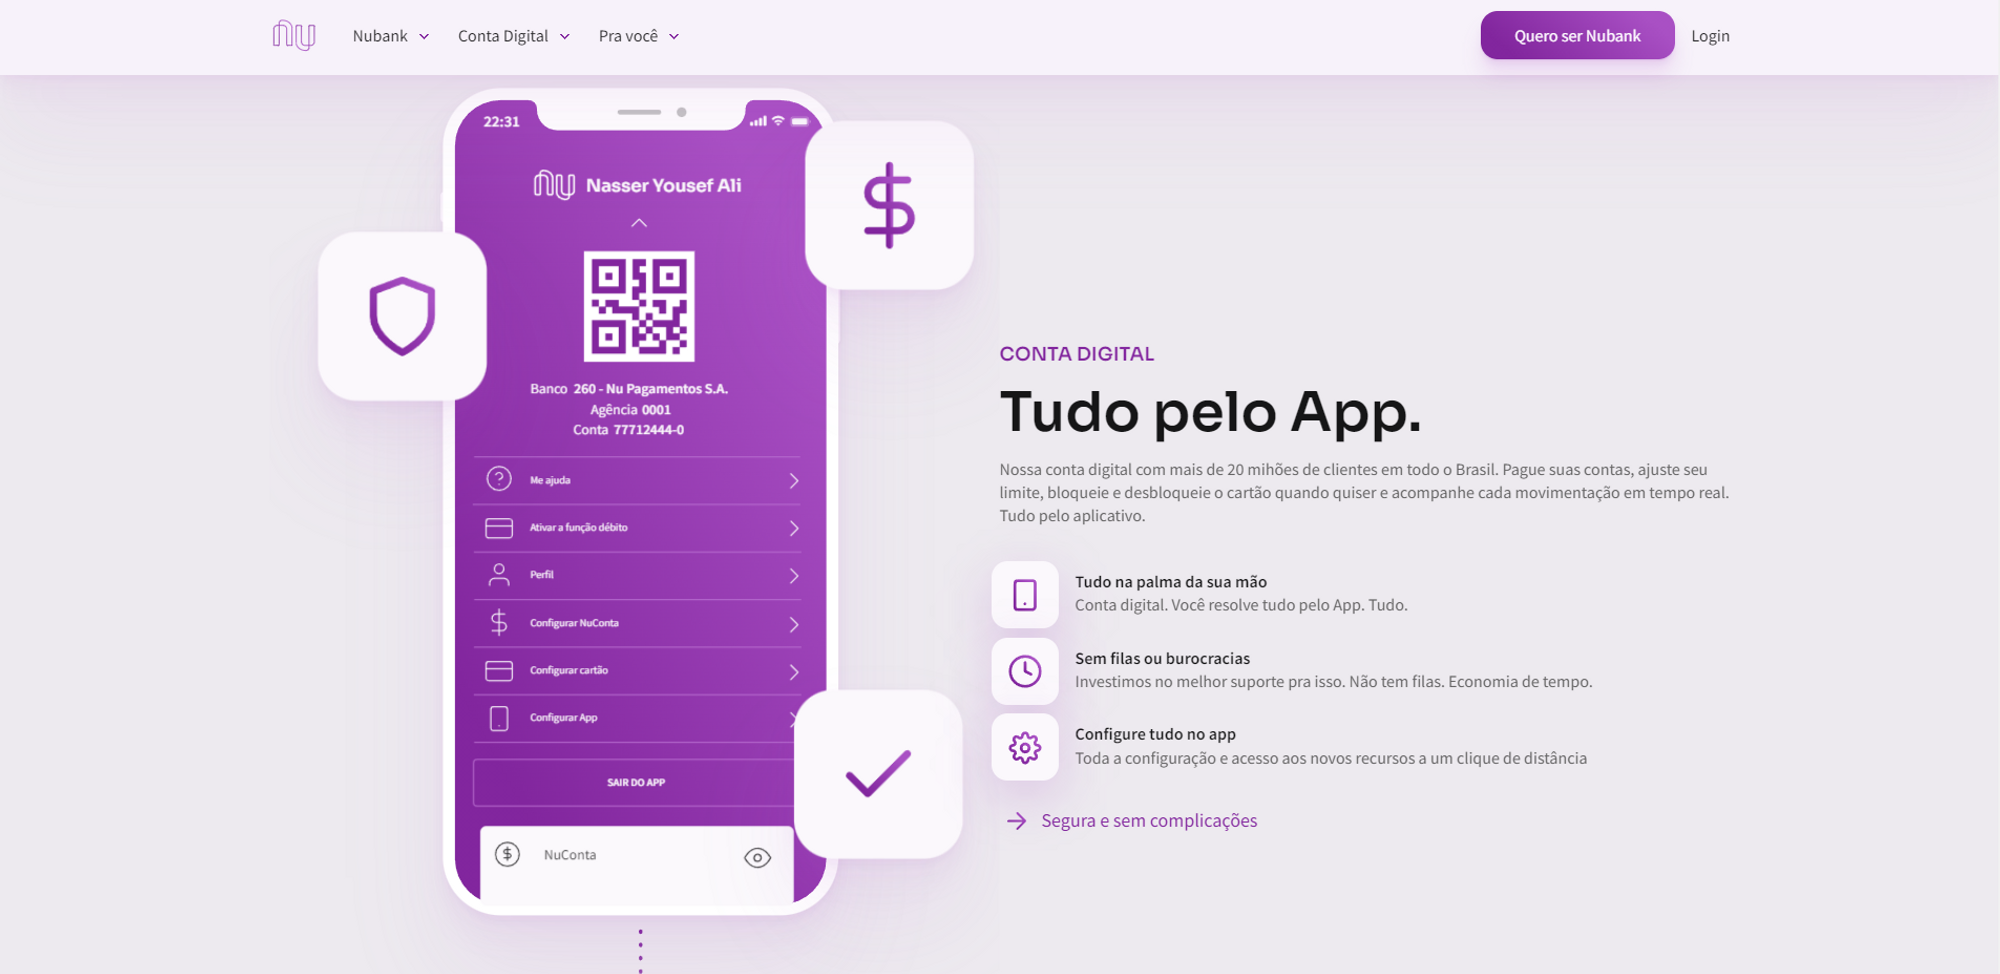 nu
Nubank
Conta Digital
Pra você
Quero ser Nubank
Login
22:31
nu Nasser Yousef Ali
Banco 260 - Nu Pagamentos S.A.
Agência 0001
Conta 77712444-0
Me ajuda
Ativar a função débito
Perfil
Configurar NuConta
Configurar cartão
Configurar App
SAIR DO APP
NuConta
CONTA DIGITAL
Tudo pelo App.
Nossa conta digital com mais de 20 mihões de clientes em todo o Brasil. Pague suas contas, ajuste seu
limite, bloqueie e desbloqueie o cartão quando quiser e acompanhe cada movimentação em tempo real.
Tudo pelo aplicativo.
Tudo na palma da sua mão
Conta digital. Você resolve tudo pelo App. Tudo.
Sem filas ou burocracias
Investimos no melhor suporte pra isso. Não tem filas. Economia de tempo.
Configure tudo no app
Toda a configuração e acesso aos novos recursos a um clique de distância
Segura e sem complicações